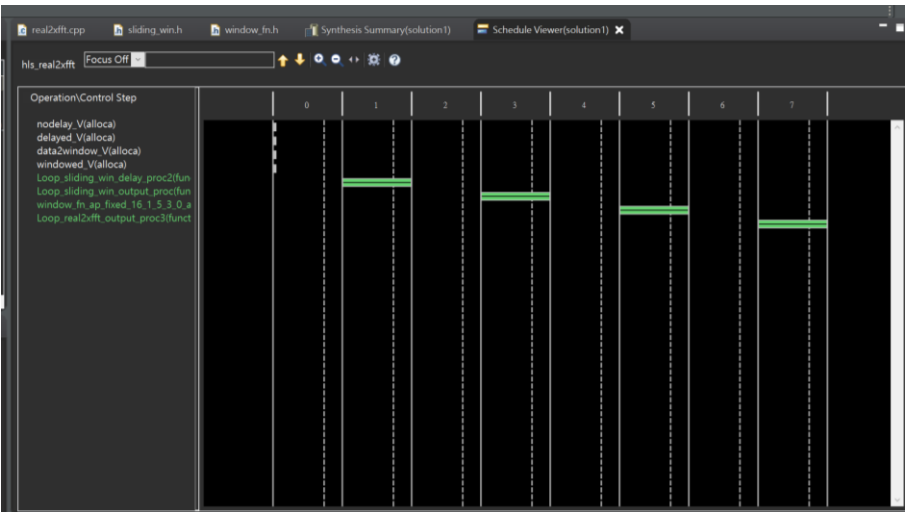 real2xfft.cpp sliding_win.h window_fn.h Synthesis Summary(solution1) Schedule Viewer(solution1)
hls_real2xfft Focus Off
Operation\Control Step 0 1 2 3 4 5 6 7
nodelay_V(alloca)
delayed_V(alloca)
data2window_V(alloca)
windowed_V(alloca)
Loop_sliding_win_delay_proc2(fun
Loop_sliding_win_output_proc(fun
window_fn_ap_fixed_16_1_5_3_0_a
Loop_real2xfft_output_proc3(funct